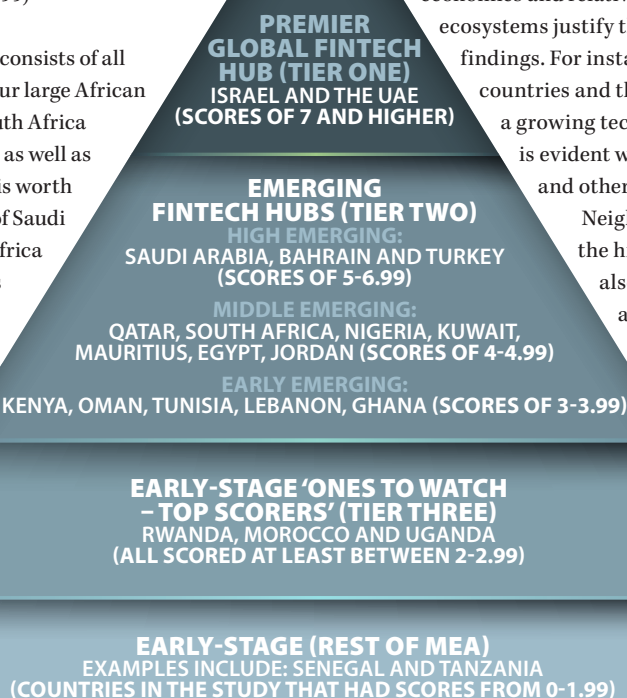 consists of all
ur large African
uth Africa
as well as
is worth
of Saudi
frica
PREMIER
GLOBAL FINTECH
HUB (TIER ONE)
ISRAEL AND THE UAE
(SCORES OF 7 AND HIGHER)
EMERGING
FINTECH HUBS (TIER TWO)
HIGH EMERGING:
SAUDI ARABIA, BAHRAIN AND TURKEY
(SCORES OF 5-6.99)
MIDDLE EMERGING:
QATAR, SOUTH AFRICA, NIGERIA, KUWAIT,
MAURITIUS, EGYPT, JORDAN (SCORES OF 4-4.99)
EARLY EMERGING:
KENYA, OMAN, TUNISIA, LEBANON, GHANA (SCORES OF 3-3.99)
EARLY-STAGE ‘ONES TO WATCH
– TOP SCORERS’ (TIER THREE)
RWANDA, MOROCCO AND UGANDA
(ALL SCORED AT LEAST BETWEEN 2-2.99)
EARLY-STAGE (REST OF MEA)
EXAMPLES INCLUDE: SENEGAL AND TANZANIA
(COUNTRIES IN THE STUDY THAT HAD SCORES FROM 0-1.99)
ecosystems justify t
findings. For insta
countries and th
a growing tec
is evident w
and other
Neigh
the hi
als
a